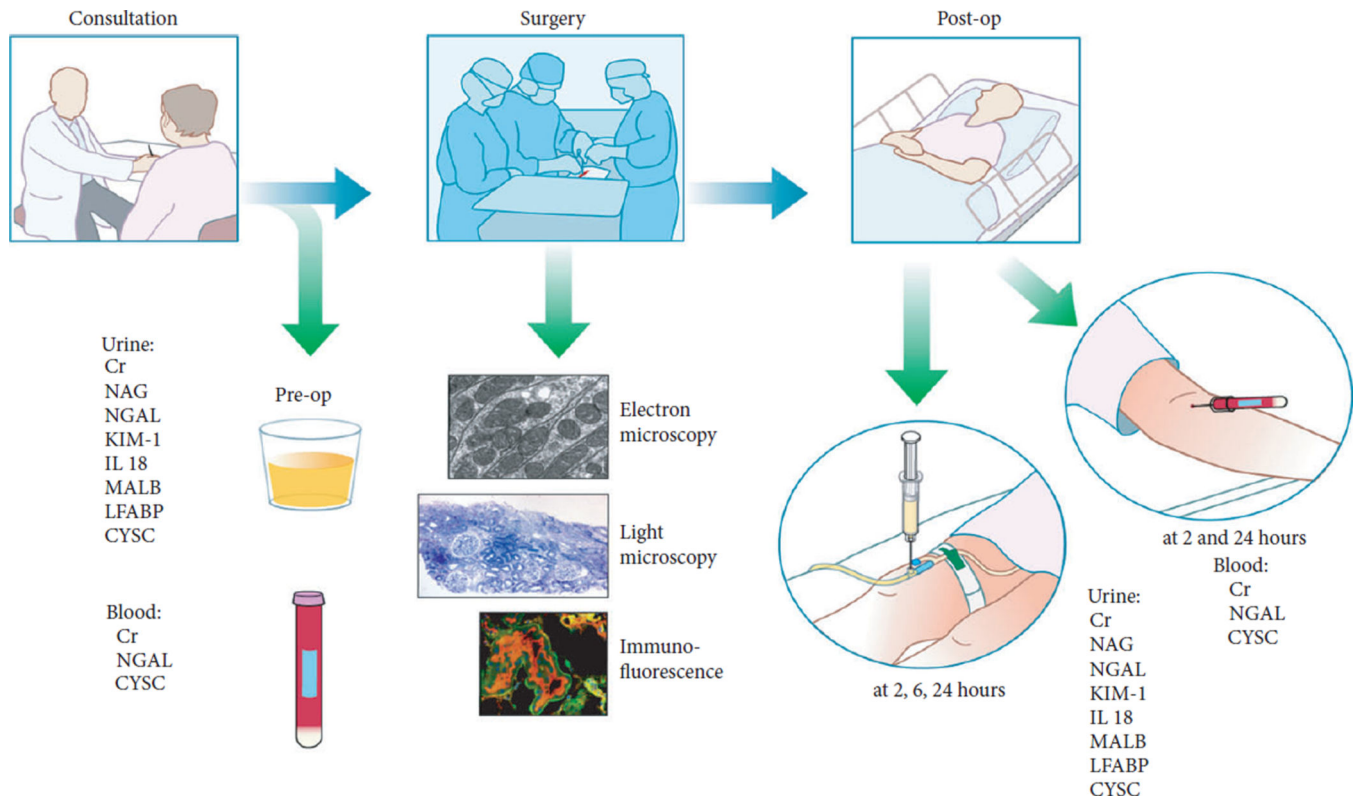 Consultation
Surgery
Post-op
Urine:
Cr
NAG
NGAL
KIM-1
IL 18
MALB
LFABP
CYSC
Pre-op
Blood:
Cr
NGAL
CYSC
Electron
microscopy
Light
microscopy
Immuno-
fluorescence
at 2, 6, 24 hours
at 2 and 24 hours
Blood:
Cr
NGAL
CYSC
Urine:
Cr
NAG
NGAL
KIM-1
IL 18
MALB
LFABP
CYSC